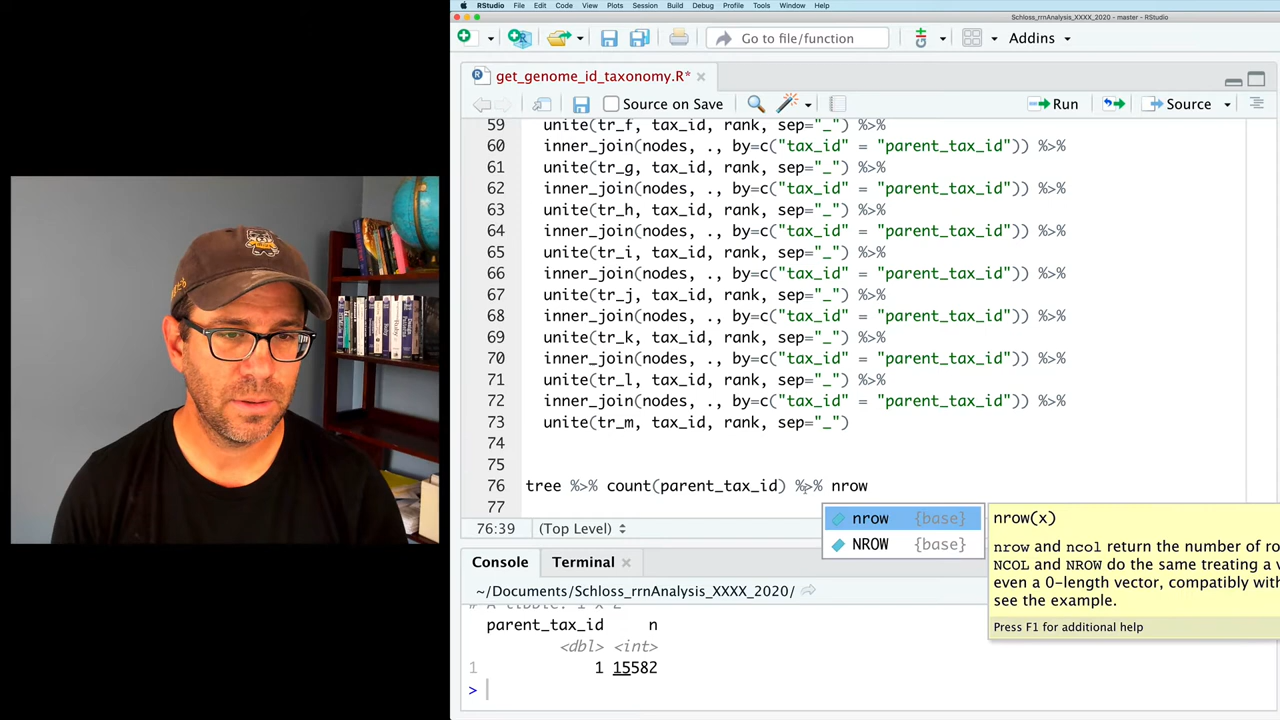 RStudio File Edit Code View Plots Session Build Debug Profile Tools Window Help
Schloss_rrnAnalysis_XXXX_2020 - master - RStudio
Go to file/function Addins
get_genome_id_taxonomy.R*
Source on Save Run Source
59 unite(tr_f, tax_id, rank, sep="_") %>%
60 inner_join(nodes, ., by=c("tax_id" = "parent_tax_id")) %>%
61 unite(tr_g, tax_id, rank, sep="_") %>%
62 inner_join(nodes, ., by=c("tax_id" = "parent_tax_id")) %>%
63 unite(tr_h, tax_id, rank, sep="_") %>%
64 inner_join(nodes, ., by=c("tax_id" = "parent_tax_id")) %>%
65 unite(tr_i, tax_id, rank, sep="_") %>%
66 inner_join(nodes, ., by=c("tax_id" = "parent_tax_id")) %>%
67 unite(tr_j, tax_id, rank, sep="_") %>%
68 inner_join(nodes, ., by=c("tax_id" = "parent_tax_id")) %>%
69 unite(tr_k, tax_id, rank, sep="_") %>%
70 inner_join(nodes, ., by=c("tax_id" = "parent_tax_id")) %>%
71 unite(tr_l, tax_id, rank, sep="_") %>%
72 inner_join(nodes, ., by=c("tax_id" = "parent_tax_id")) %>%
73 unite(tr_m, tax_id, rank, sep="_")
74
75
76 tree %>% count(parent_tax_id) %>% nrow
77
nrow {base}
NROW {base}
nrow(x)
nrow and ncol return the number of ro
NCOL and NROW do the same treating a v
even a 0-length vector, compatibly with
see the example.
Press F1 for additional help
76:39 (Top Level)
Console Terminal
~/Documents/Schloss_rrnAnalysis_XXXX_2020/
# A tibble: 1 x 2
parent_tax_id n
<dbl> <int>
1 1 15582
>